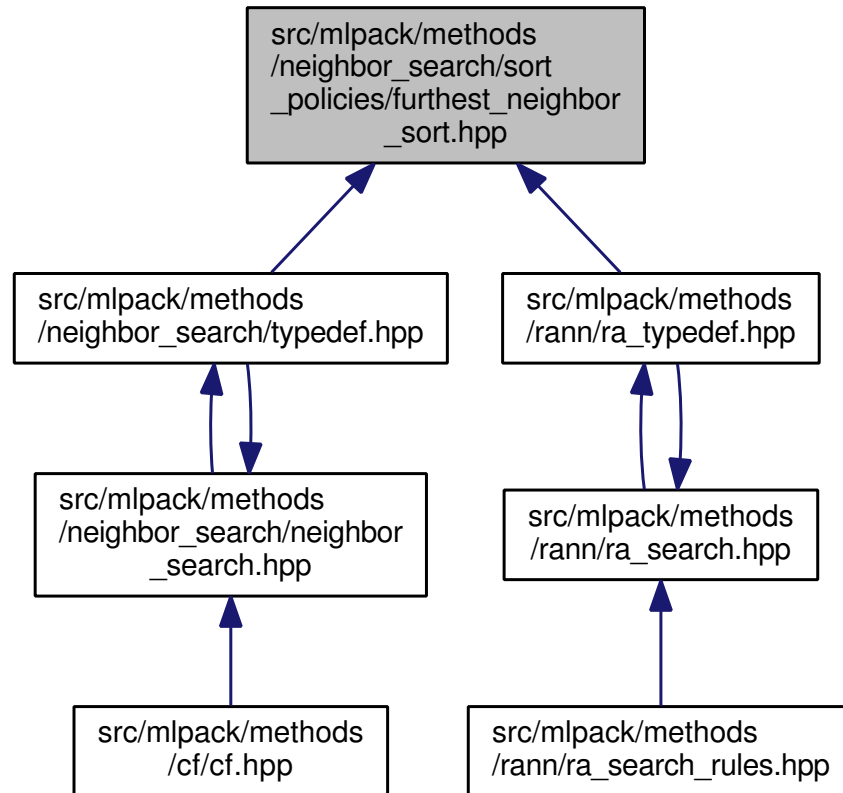 src/mlpack/methods
/neighbor_search/sort
_policies/furthest_neighbor
_sort.hpp
src/mlpack/methods
/neighbor_search/typedef.hpp
src/mlpack/methods
/rann/ra_typedef.hpp
src/mlpack/methods
/neighbor_search/neighbor
_search.hpp
src/mlpack/methods
/rann/ra_search.hpp
src/mlpack/methods
/cf/cf.hpp
src/mlpack/methods
/rann/ra_search_rules.hpp